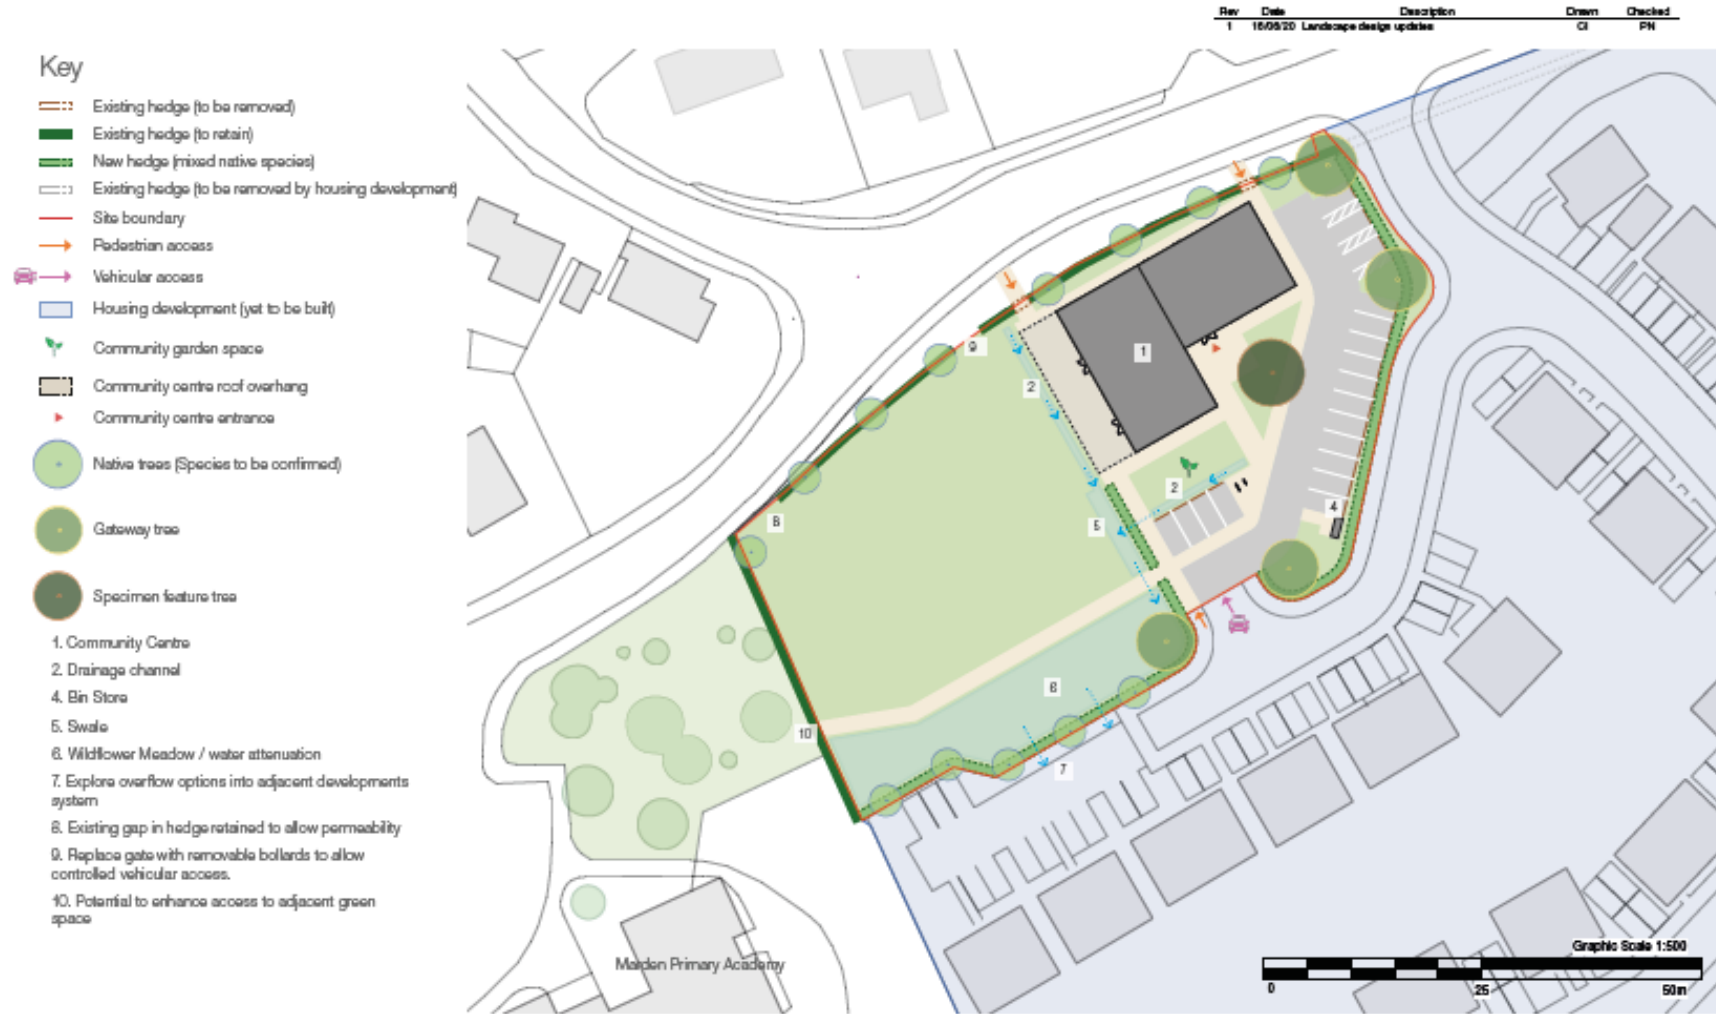 Rev Date Description Drawn Checked
1 16/06/20 Landscape design updates CI PN
Key
Existing hedge (to be removed)
Existing hedge (to retain)
New hedge (mixed native species)
Existing hedge (to be removed by housing development)
Site boundary
Pedestrian access
Vehicular access
Housing development (yet to be built)
Community garden space
Community centre roof overhang
Community centre entrance
Native trees (Species to be confirmed)
Gateway tree
Specimen feature tree
1. Community Centre
2. Drainage channel
4. Bin Store
5. Swale
6. Wildflower Meadow / water attenuation
7. Explore overflow options into adjacent developments
system
8. Existing gap in hedge retained to allow permeability
9. Replace gate with removable bollards to allow
controlled vehicular access.
10. Potential to enhance access to adjacent green
space
9
1
2
2
4
8
5
6
10
7
Marden Primary Academy
Graphic Scale 1:500
0 25 50m